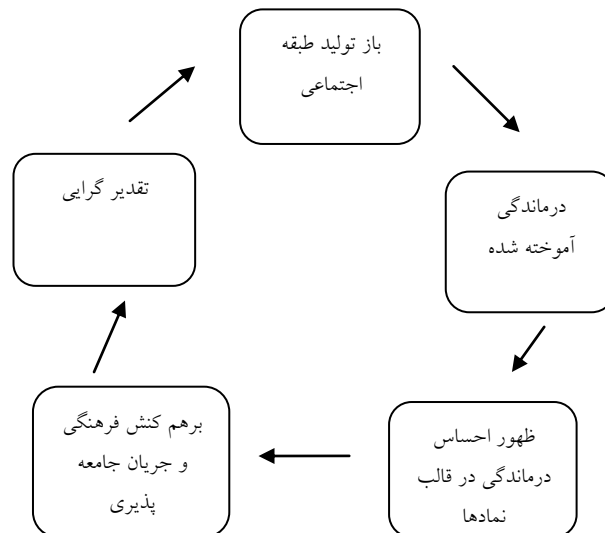 باز تولید طبقه
اجتماعی
درماندگی
آموخته شده
ظهور احساس
درماندگی در قالب
نمادها
برهم کنش فرهنگی
و جریان جامعه
پذیری
تقدیر گرایی